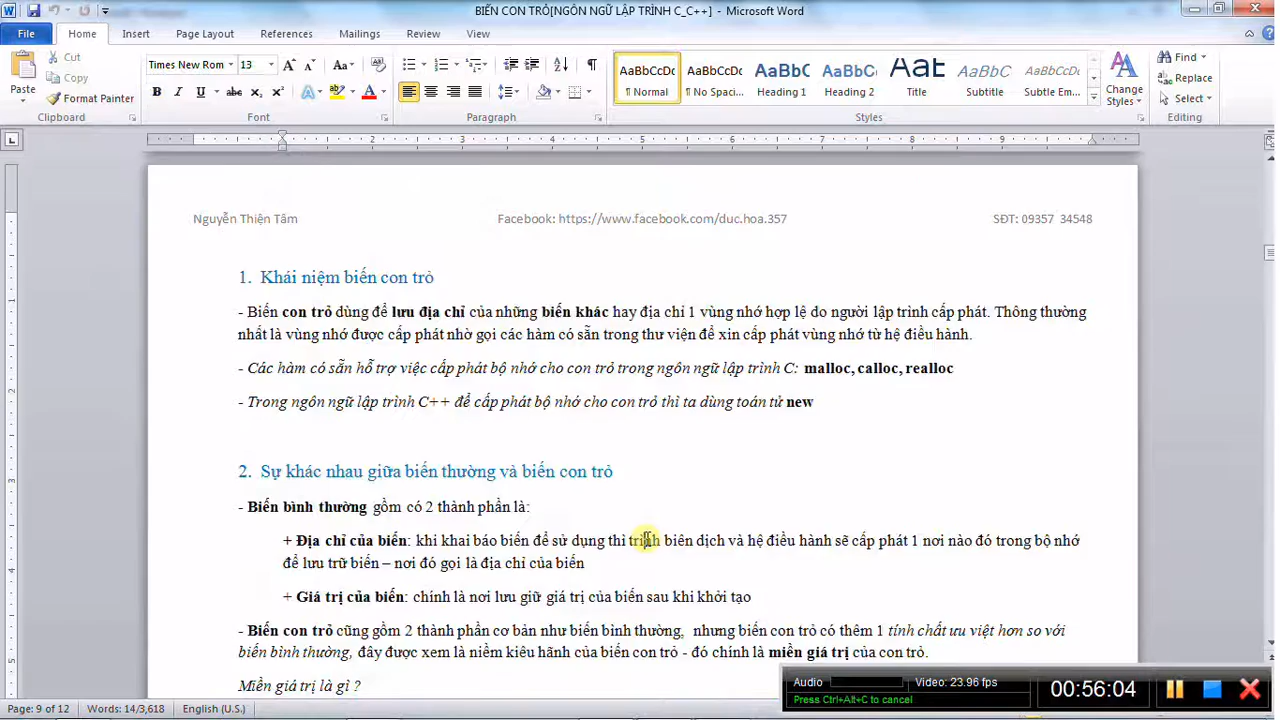 BIẾN CON TRỎ[NGÔN NGỮ LẬP TRÌNH C_C++] - Microsoft Word
File Home Insert Page Layout References Mailings Review View
Cut
Copy
Paste
Format Painter
Clipboard
Times New Rom 13
Font
Paragraph
AaBbCcDc AaBbCcDc AaBbC AaBbCc AaB AaBbCcL AaBbCcDc
¶ Normal ¶ No Spaci... Heading 1 Heading 2 Title Subtitle Subtle Em...
Styles
Change Styles
Find
Replace
Select
Editing
1 2 3 4 5 6 7 8 9
Nguyễn Thiện Tâm Facebook: https://www.facebook.com/duc.hoa.357 SĐT: 09357 34548
1. Khái niệm biến con trỏ
- Biến con trỏ dùng để lưu địa chỉ của những biến khác hay địa chỉ 1 vùng nhớ hợp lệ do người lập trình cấp phát. Thông thường
nhất là vùng nhớ được cấp phát nhờ gọi các hàm có sẵn trong thư viện để xin cấp phát vùng nhớ từ hệ điều hành.
- Các hàm có sẵn hỗ trợ việc cấp phát bộ nhớ cho con trỏ trong ngôn ngữ lập trình C: malloc, calloc, realloc
- Trong ngôn ngữ lập trình C++ để cấp phát bộ nhớ cho con trỏ thì ta dùng toán tử new
2. Sự khác nhau giữa biến thường và biến con trỏ
- Biến bình thường gồm có 2 thành phần là:
+ Địa chỉ của biến: khi khai báo biến để sử dụng thì trình biên dịch và hệ điều hành sẽ cấp phát 1 nơi nào đó trong bộ nhớ
để lưu trữ biến – nơi đó gọi là địa chỉ của biến
+ Giá trị của biến: chính là nơi lưu giữ giá trị của biến sau khi khởi tạo
- Biến con trỏ cũng gồm 2 thành phần cơ bản như biến bình thường, nhưng biến con trỏ có thêm 1 tính chất ưu việt hơn so với
biến bình thường, đây được xem là niềm kiêu hãnh của biến con trỏ - đó chính là miền giá trị của con trỏ.
Miền giá trị là gì ?
Audio Video: 23.96 fps
Press Ctrl+Alt+C to cancel
00:56:04
Page: 9 of 12 (U.S.)